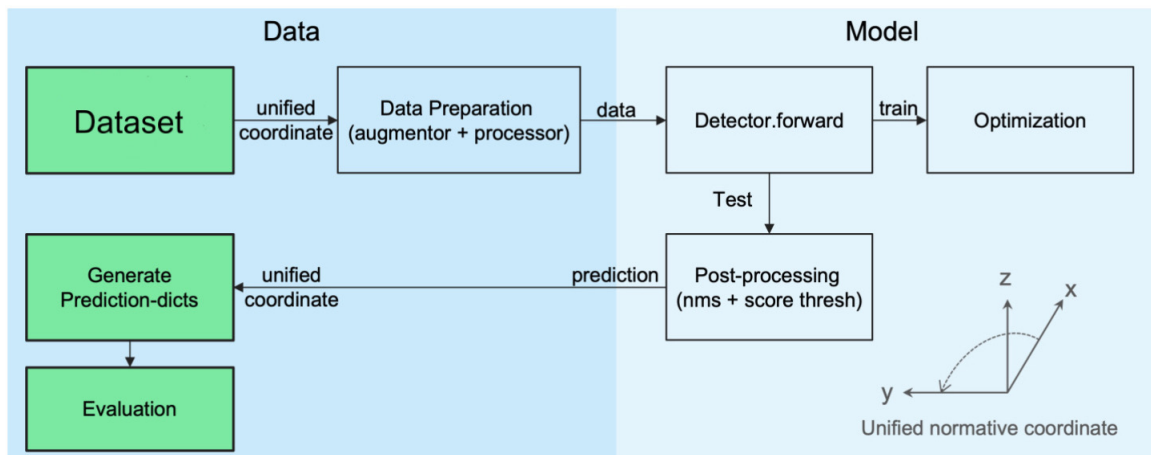 Data
Model
Dataset
unified
coordinate
Data Preparation
(augmentor + processor)
data
Detector.forward
train
Optimization
Test
Generate
Prediction-dicts
unified
coordinate
prediction
Post-processing
(nms + score thresh)
z
x
y
Unified normative coordinate
Evaluation